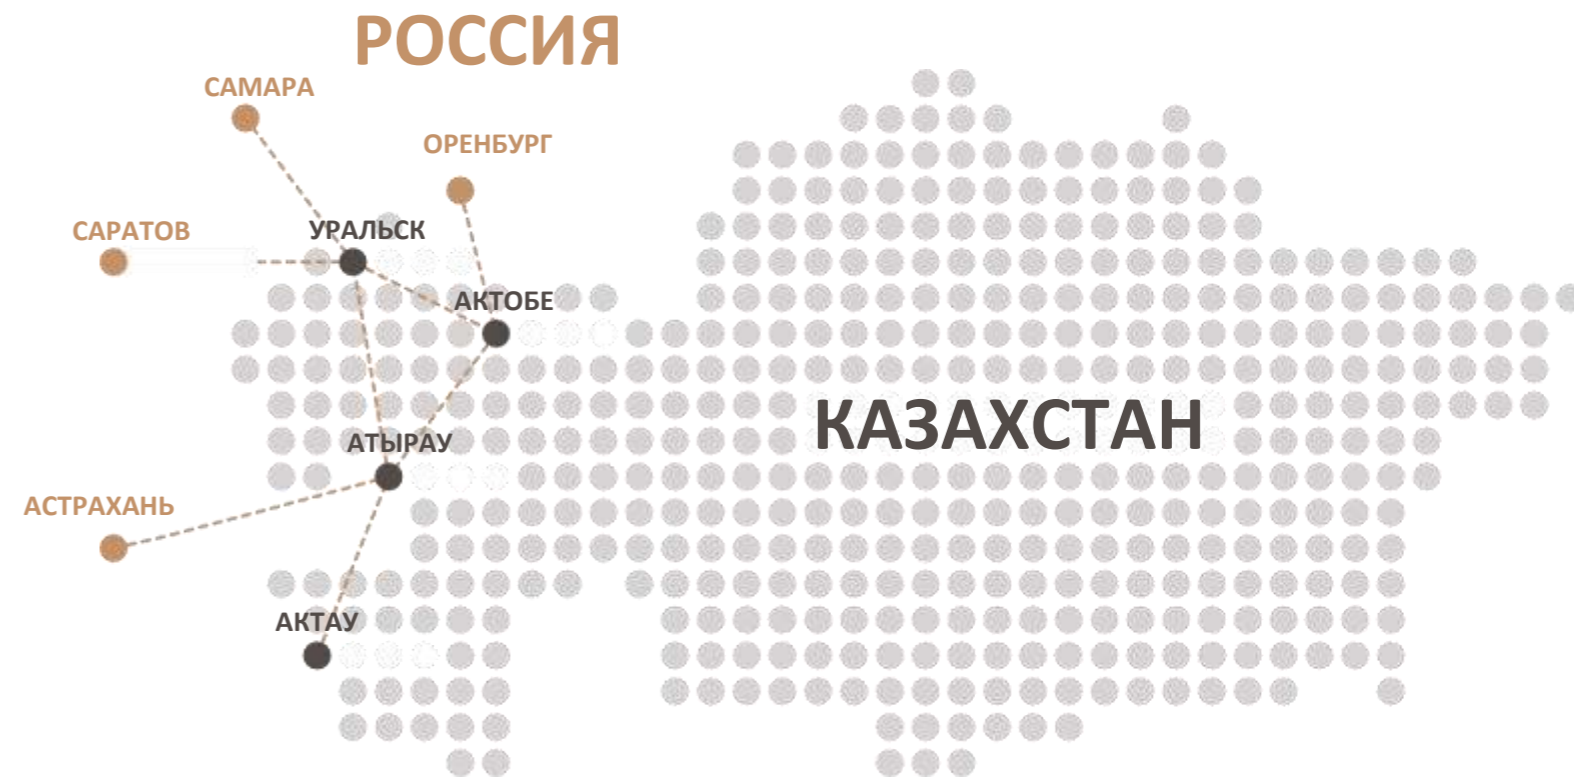 РОССИЯ
САМАРА
ОРЕНБУРГ
САРАТОВ
УРАЛЬСК
АКТОБЕ
КАЗАХСТАН
АТЫРАУ
АСТРАХАНЬ
АКТАУ